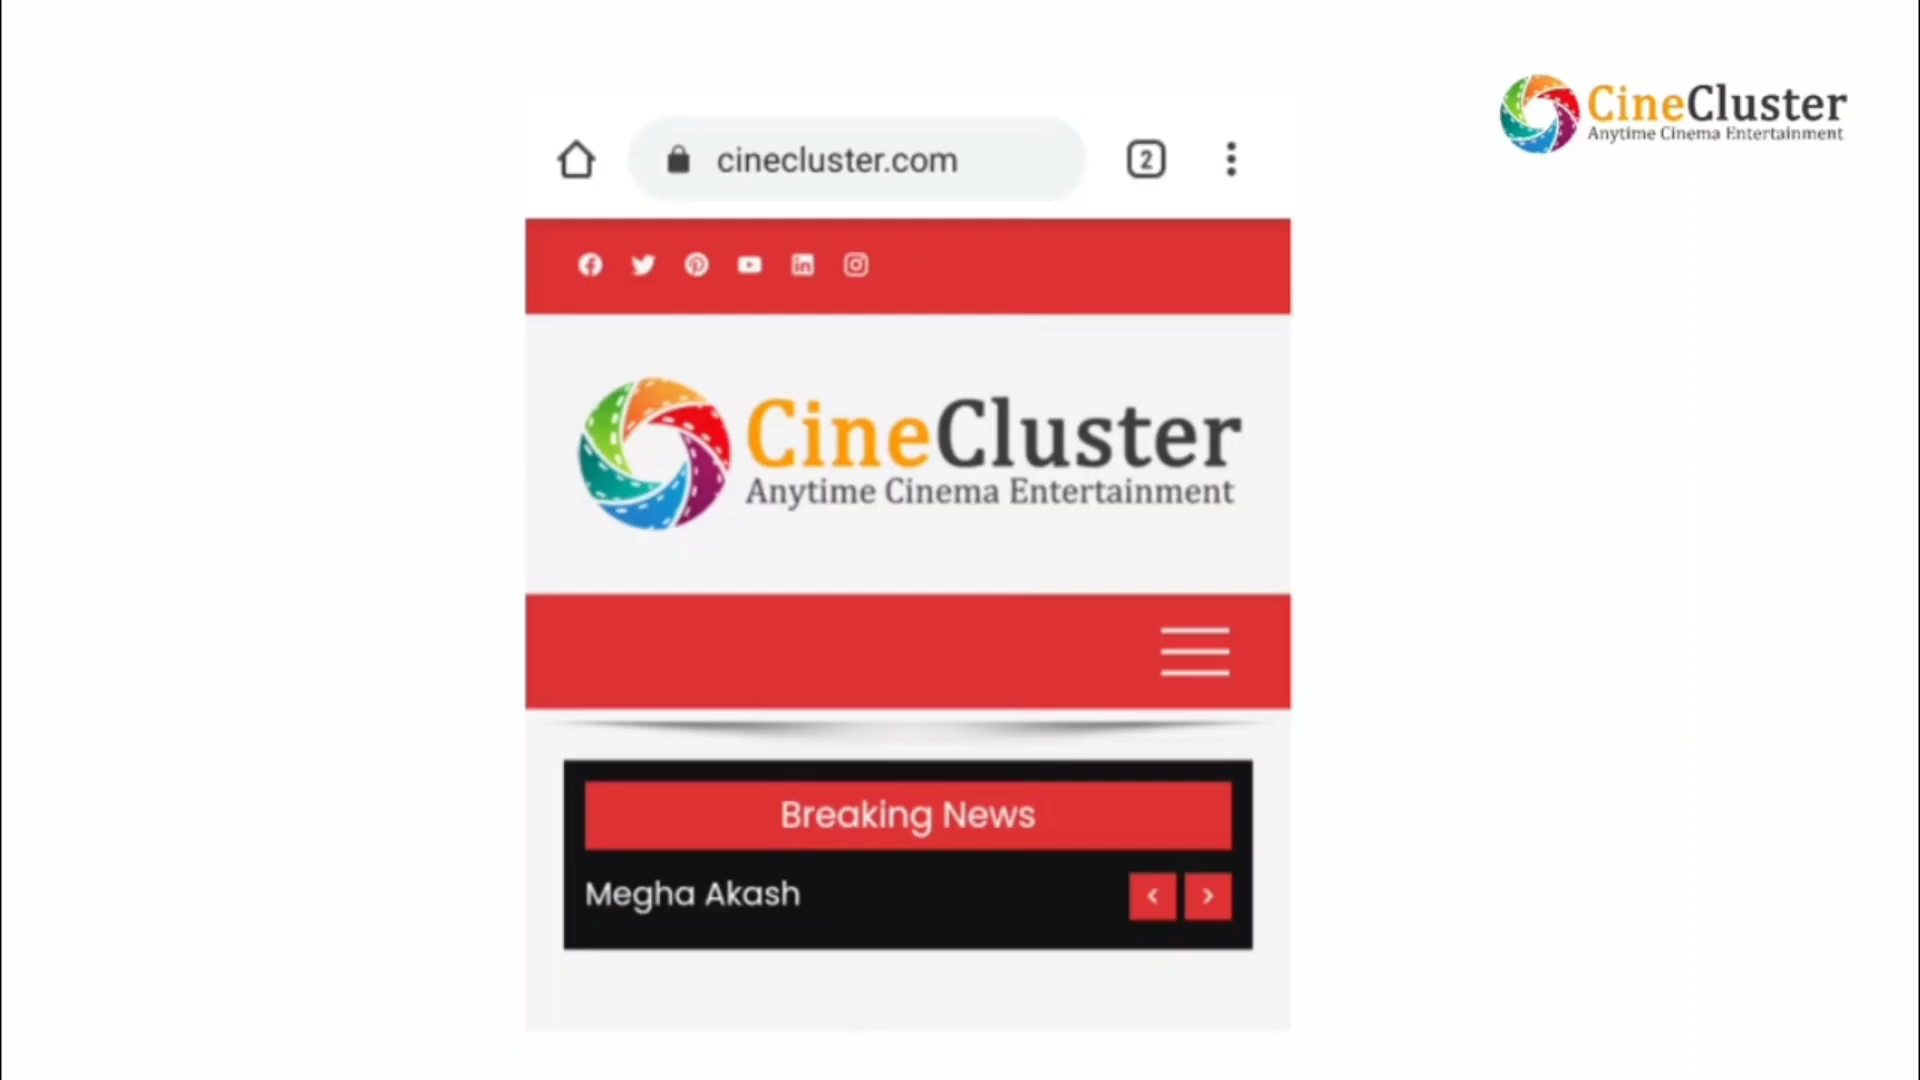 CineCluster
Anytime Cinema Entertainment
cinecluster.com
2
CineCluster
Anytime Cinema Entertainment
Breaking News
Megha Akash